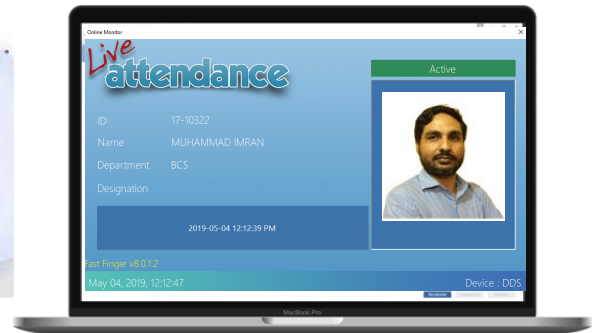 Online Monitor
Live
attendance
Active
ID 17-10322
Name MUHAMMAD IMRAN
Department BCS
Designation
2019-05-04 12:12:39 PM
Fast Finger v8.0.1.2
May 04, 2019, 12:12:47 Device : DDS
MacBook Pro